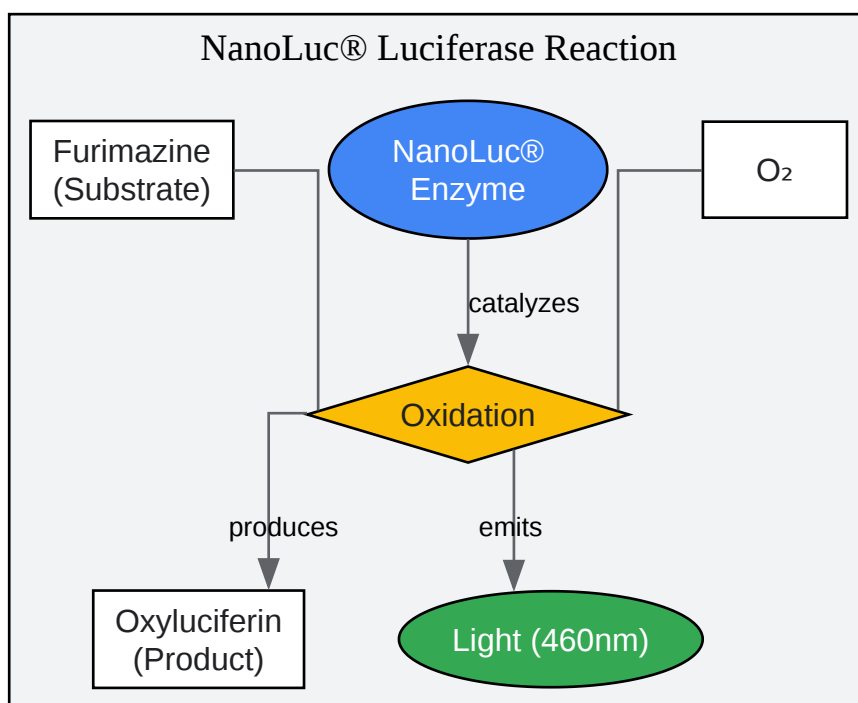 NanoLuc® Luciferase Reaction
Furimazine
(Substrate)
NanoLuc®
Enzyme
O₂
catalyzes
Oxidation
produces
emits
Oxyluciferin
(Product)
Light (460nm)